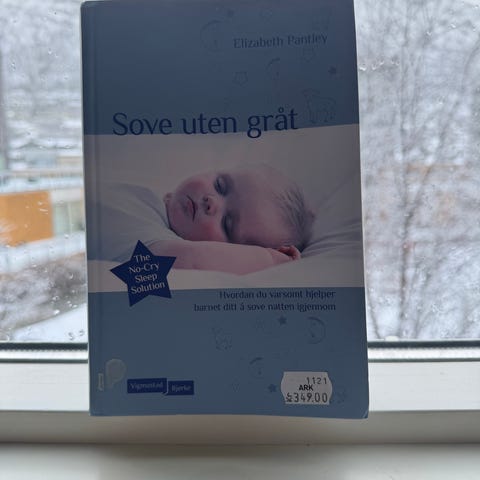 Elizabeth Pantley
Sove uten gråt
The
No-Cry
Sleep
Solution
Hvordan du varsomt hjelper
barnet ditt å sove natten igjennom
Vigmostad
Bjørke
1121
ARK
349.00